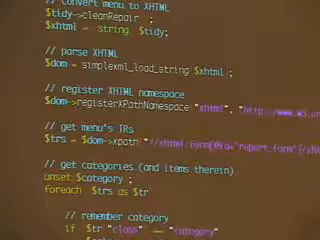 // convert menu to XHTML
$tidy->cleanRepair ;
$xhtml = string $tidy;
// parse XHTML
$dom = simplexml_load_string $xhtml ;
// register XHTML namespace
$dom->registerXPathNamespace "xhtml", "http://www.w3.o
// get menu's TRs
$trs = $dom->xpath "//xhtml:form[@id='report_form']/
// get categories (and items therein)
unset $category ;
foreach $trs as $tr
// remember category
if $tr "class" == "category"